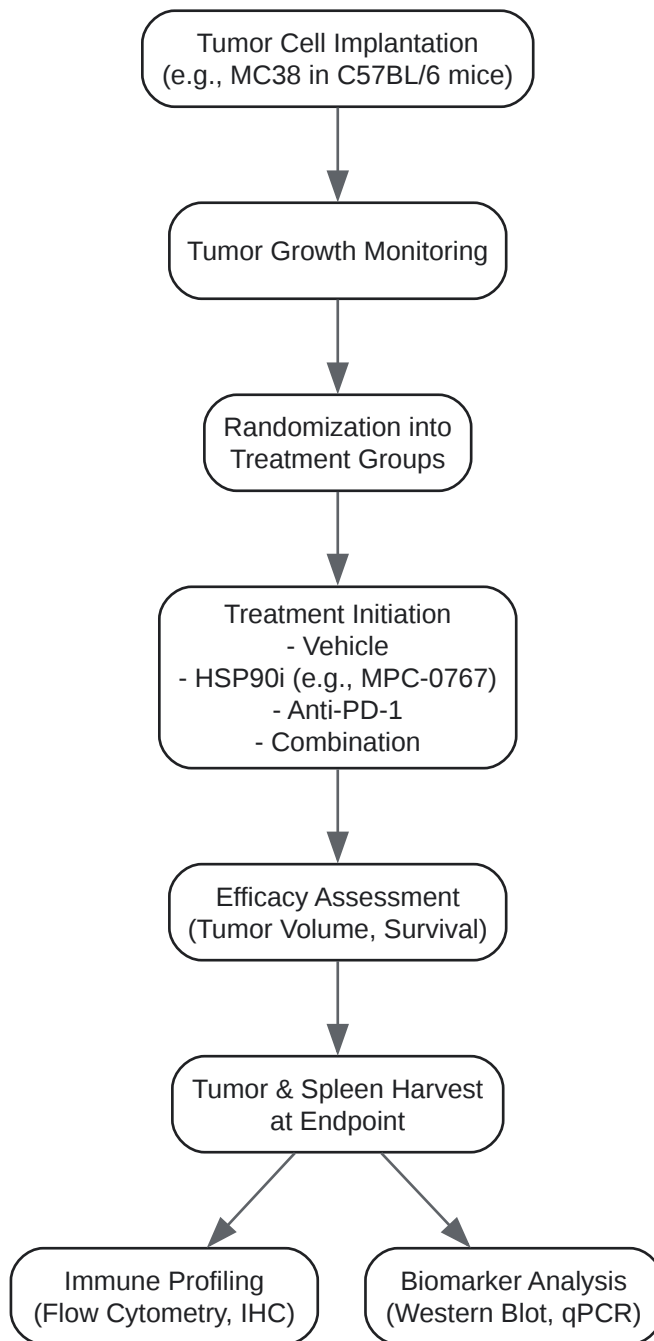 Tumor Cell Implantation
(e.g., MC38 in C57BL/6 mice)
Tumor Growth Monitoring
Randomization into
Treatment Groups
Treatment Initiation
- Vehicle
- HSP90i (e.g., MPC-0767)
- Anti-PD-1
- Combination
Efficacy Assessment
(Tumor Volume, Survival)
Tumor & Spleen Harvest
at Endpoint
Immune Profiling
(Flow Cytometry, IHC)
Biomarker Analysis
(Western Blot, qPCR)